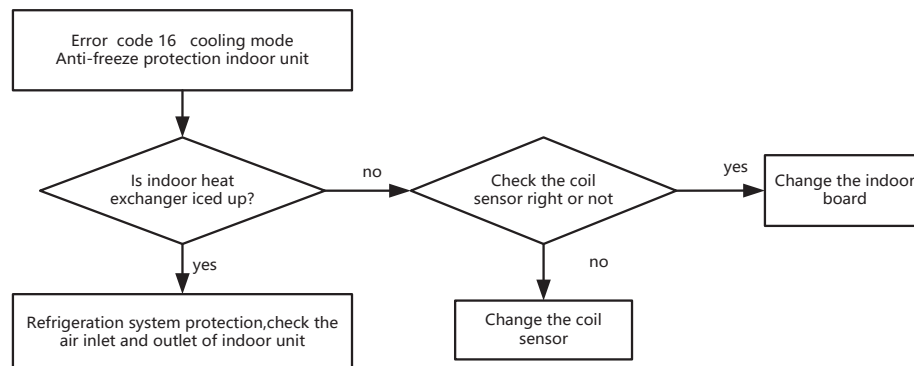 Error code 16 cooling mode
Anti-freeze protection indoor unit
Is indoor heat
exchanger iced up?
no
Check the coil
sensor right or not
yes
Change the indoor
board
yes
Refrigeration system protection,check the
air inlet and outlet of indoor unit
no
Change the coil
sensor